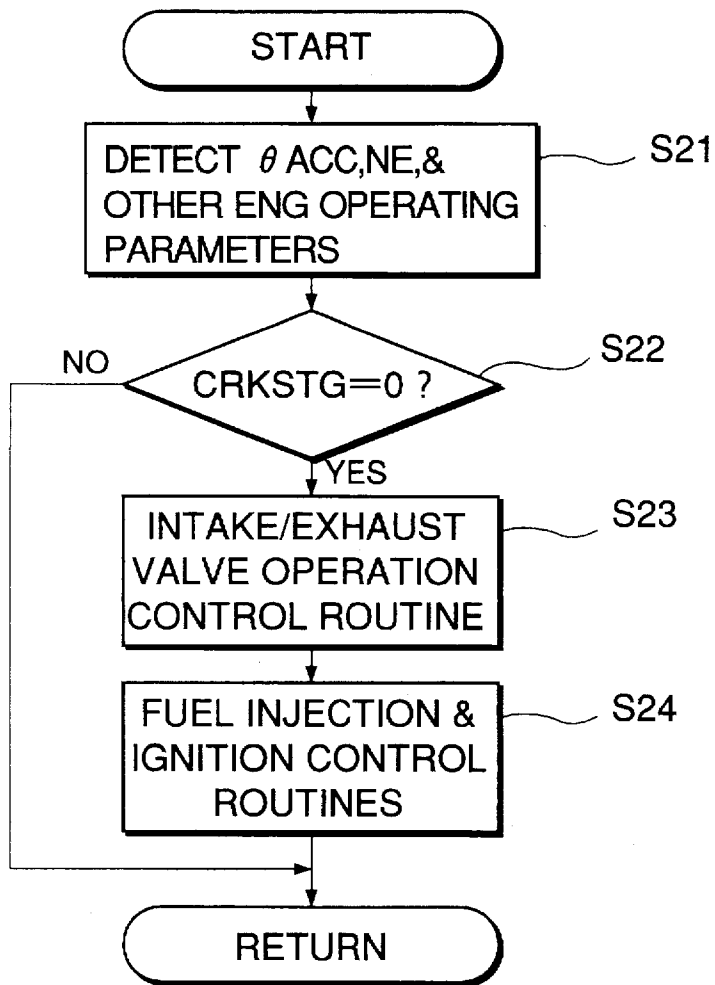 START
DETECT θ ACC,NE,&
OTHER ENG OPERATING
PARAMETERS
S21
CRKSTG=0 ?
S22
NO
YES
INTAKE/EXHAUST
VALVE OPERATION
CONTROL ROUTINE
S23
FUEL INJECTION &
IGNITION CONTROL
ROUTINES
S24
RETURN